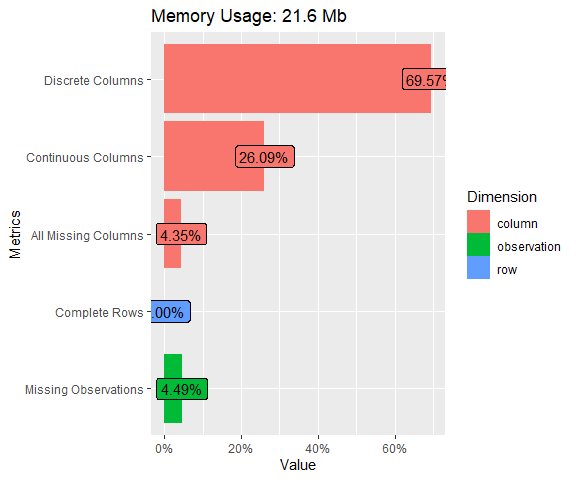 Memory Usage: 21.6 Mb
Discrete Columns
69.57%
Continuous Columns
26.09%
All Missing Columns
4.35%
Complete Rows
.00%
Missing Observations
4.49%
0%
20%
40%
60%
Value
Metrics
Dimension
column
observation
row